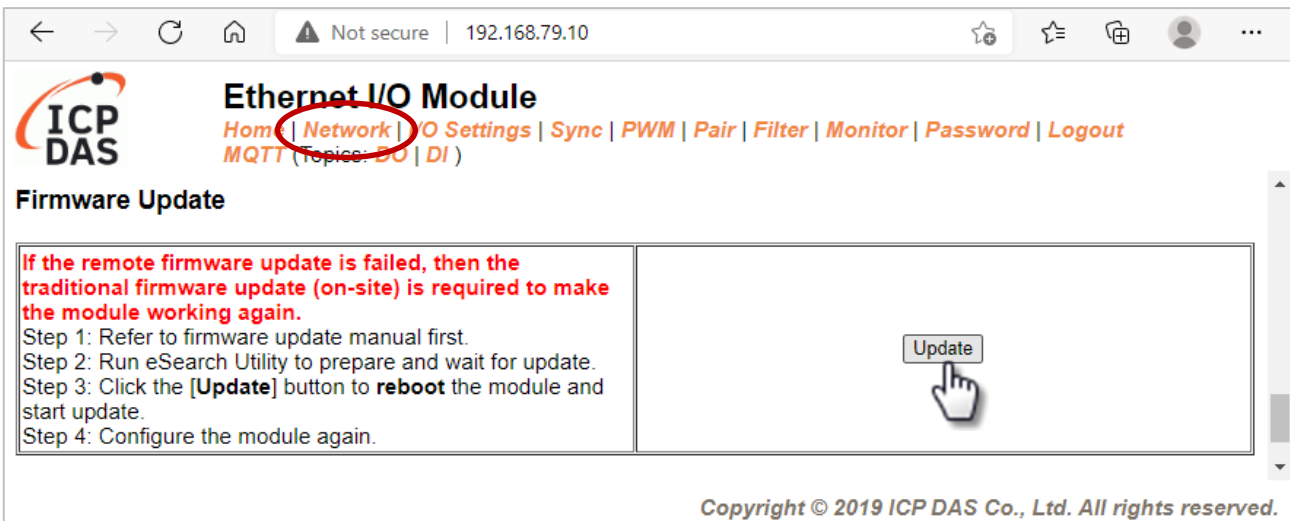 Not secure | 192.168.79.10
ICP
DAS
Ethernet I/O Module
Home | Network | I/O Settings | Sync | PWM | Pair | Filter | Monitor | Password | Logout
MQTT (Topics: DO | DI )
Firmware Update
If the remote firmware update is failed, then the
traditional firmware update (on-site) is required to make
the module working again.
Step 1: Refer to firmware update manual first.
Step 2: Run eSearch Utility to prepare and wait for update.
Step 3: Click the [Update] button to reboot the module and
start update.
Step 4: Configure the module again.
Update
Copyright © 2019 ICP DAS Co., Ltd. All rights reserved.